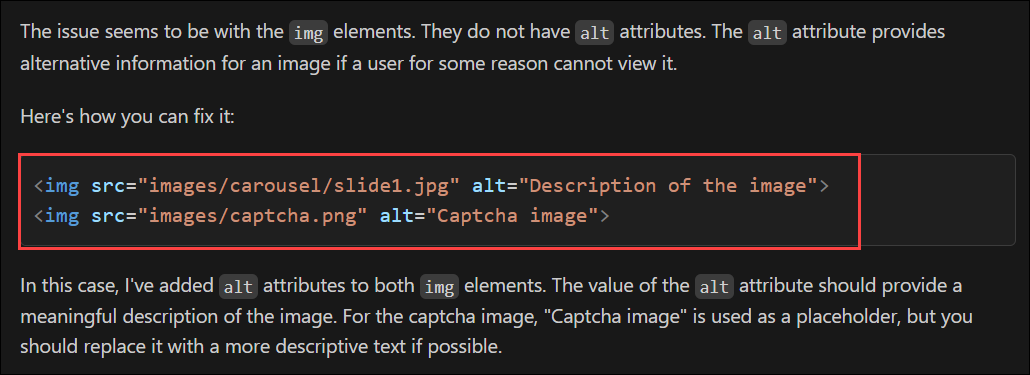 The issue seems to be with the img elements. They do not have alt attributes. The alt attribute provides
alternative information for an image if a user for some reason cannot view it.
Here's how you can fix it:
<img src="images/carousel/slide1.jpg" alt="Description of the image">
<img src="images/captcha.png" alt="Captcha image">
In this case, I've added alt attributes to both img elements. The value of the alt attribute should provide a
meaningful description of the image. For the captcha image, "Captcha image" is used as a placeholder, but you
should replace it with a more descriptive text if possible.